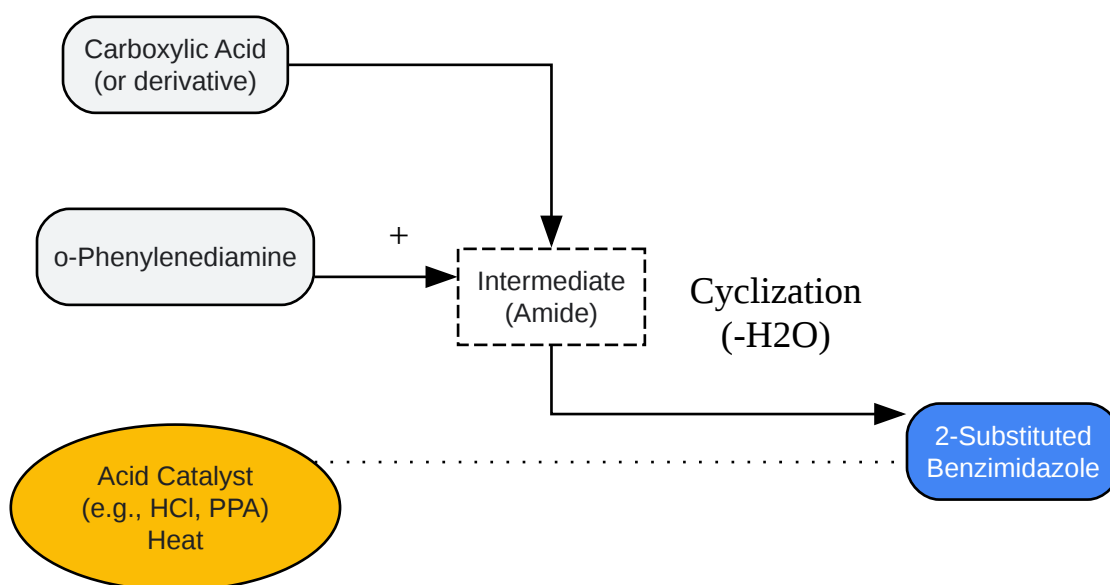 Carboxylic Acid
(or derivative)
+
o-Phenylenediamine
Intermediate
(Amide)
Cyclization
(-H2O)
2-Substituted
Benzimidazole
Acid Catalyst
(e.g., HCl, PPA)
Heat